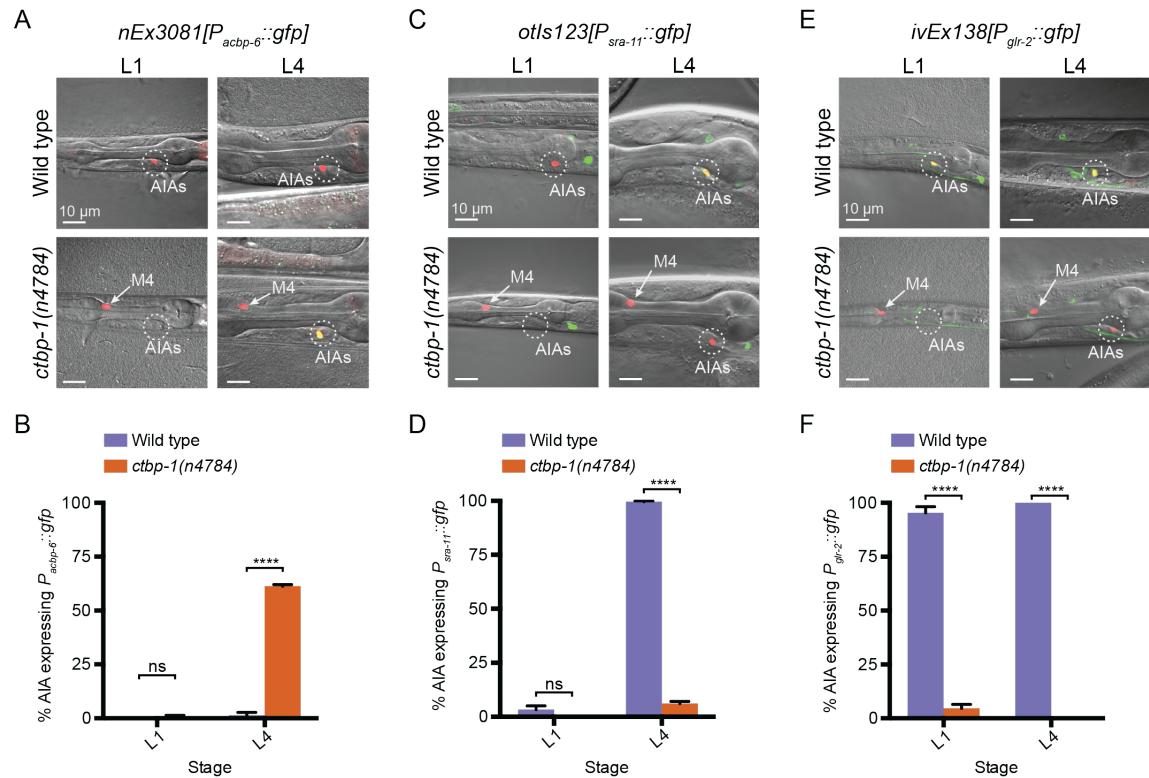 A
nEx3081[Pacbp-6::gfp]
L1
L4
Wild type
AIAs
10 µm
AIAs
ctbp-1(n4784)
M4
AIAs
M4
AIAs
C
otIs123[Psra-11::gfp]
L1
L4
Wild type
AIAs
10 µm
AIAs
ctbp-1(n4784)
M4
AIAs
M4
AIAs
E
ivEx138[Pglr-2::gfp]
L1
L4
Wild type
AIAs
10 µm
AIAs
ctbp-1(n4784)
M4
AIAs
M4
AIAs
B
Wild type
ctbp-1(n4784)
% AIA expressing Pacbp-6::gfp
100
75
50
25
0
ns
****
L1
L4
Stage
D
Wild type
ctbp-1(n4784)
% AIA expressing Psra-11::gfp
100
75
50
25
0
ns
****
L1
L4
Stage
F
Wild type
ctbp-1(n4784)
% AIA expressing Pglr-2::gfp
100
75
50
25
0
****
****
L1
L4
Stage